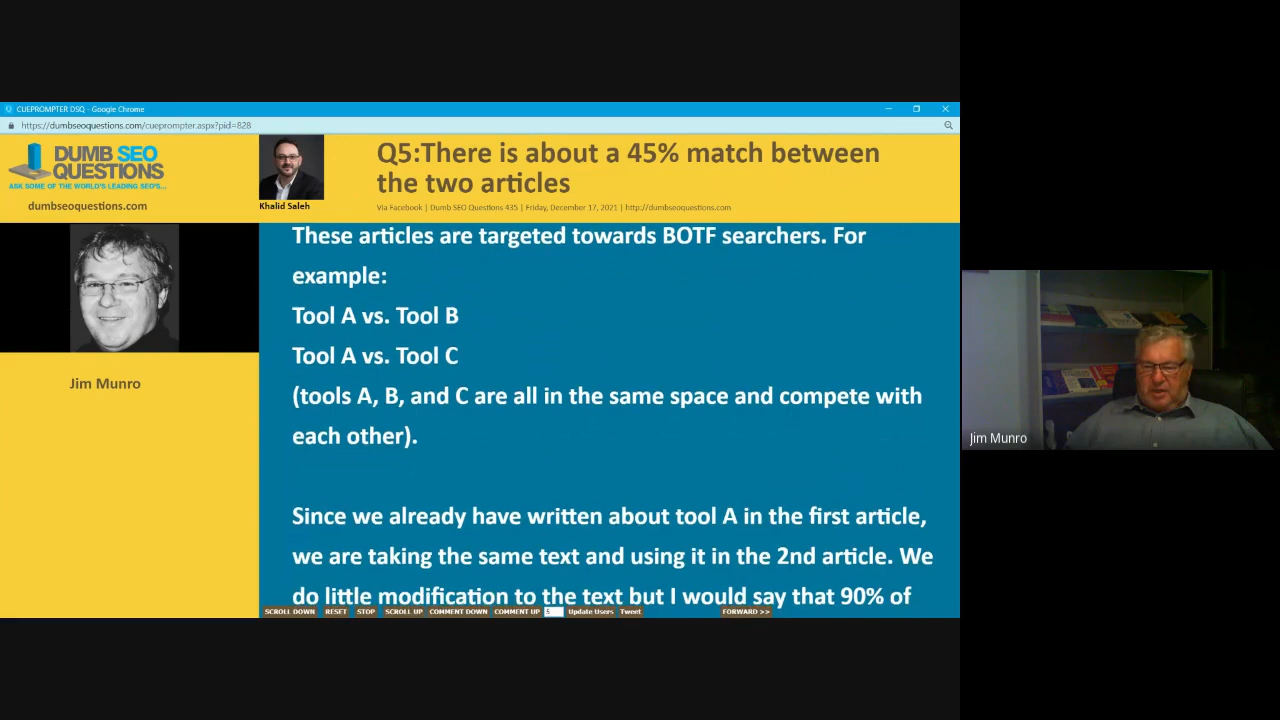 CUEPROMPTER DSQ - Google Chrome
https://dumbseoquestions.com/cueprompter.aspx?pid=828
DUMB SEO
QUESTIONS
ASK SOME OF THE WORLD'S LEADING SEO'S...
dumbseoquestions.com
Khalid Saleh
Q5:There is about a 45% match between
the two articles
Via Facebook | Dumb SEO Questions 435 | Friday, December 17, 2021 | http://dumbseoquestions.com
Jim Munro
These articles are targeted towards BOTF searchers. For
example:
Tool A vs. Tool B
Tool A vs. Tool C
(tools A, B, and C are all in the same space and compete with
each other).
Since we already have written about tool A in the first article,
we are taking the same text and using it in the 2nd article. We
do little modification to the text but I would say that 90% of
SCROLL DOWN RESET STOP SCROLL UP COMMENT DOWN COMMENT UP 5 Update Users Tweet FORWARD >>
Jim Munro